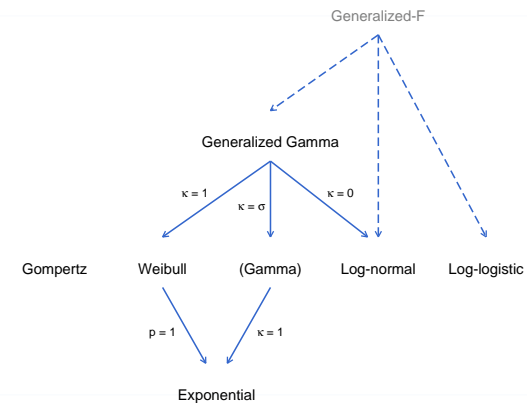 Generalized-F
Generalized Gamma
κ = 1
κ = σ
κ = 0
Gompertz
Weibull
(Gamma)
Log-normal
Log-logistic
p = 1
κ = 1
Exponential